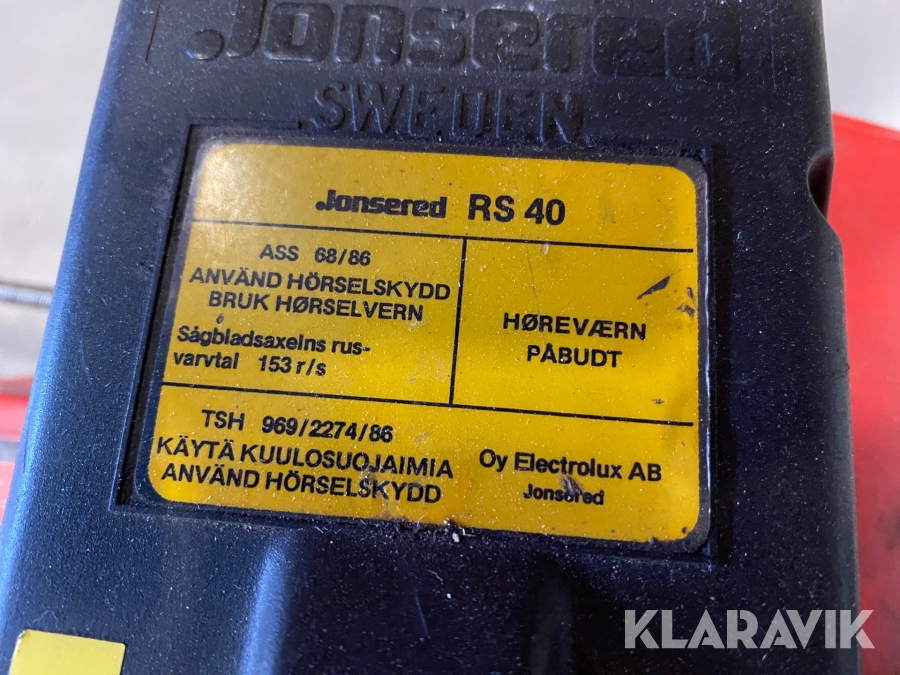 Jonsered
SWEDEN
Jonsered RS 40
ASS 68/86
ANVÄND HÖRSELSKYDD
BRUK HØRSELVERN
Sågbladsaxelns rus-
varvtal 153 r/s
HØREVÆRN
PÅBUDT
TSH 969/2274/86
KÄYTÄ KUULOSUOJAIMIA
ANVÄND HÖRSELSKYDD
Oy Electrolux AB
Jonsered
KLARAVIK